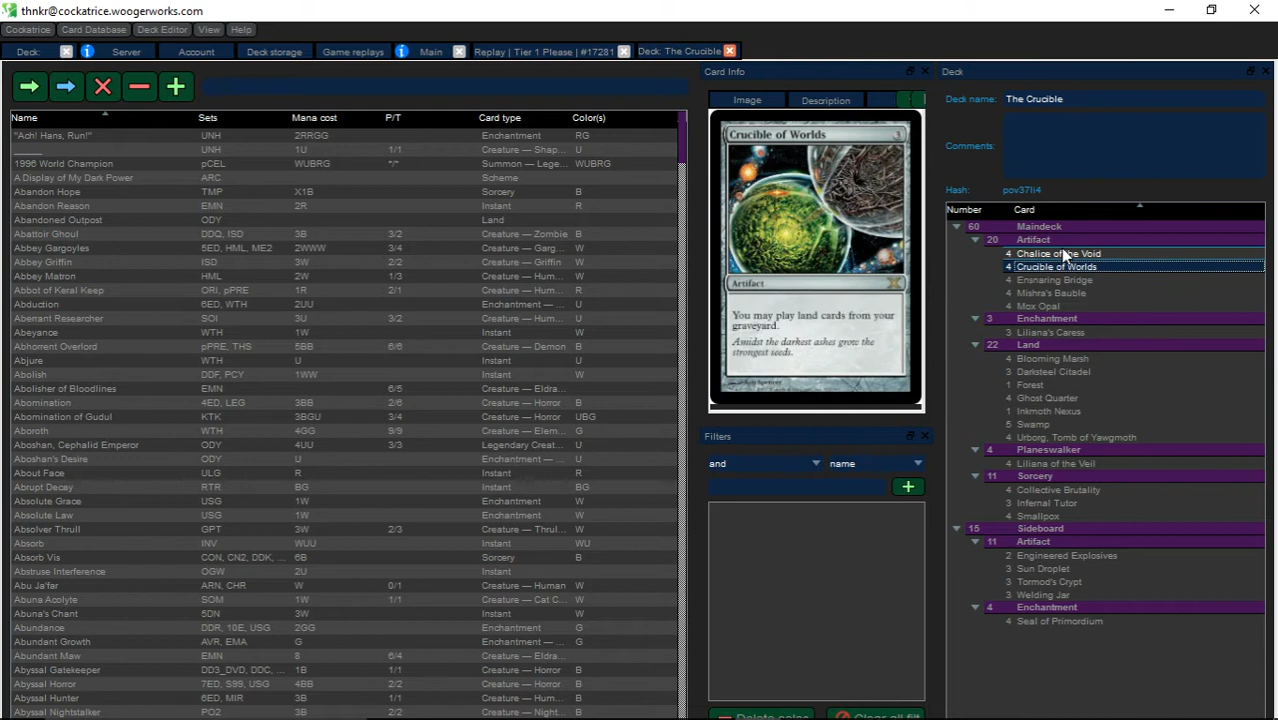 thnkr@cockatrice.woogerworks.com
Cockatrice Card Database Deck Editor View Help
Deck: Server Account Deck storage Game replays Main Replay | Tier 1 Please | #17281 Deck: The Crucible
Card Info
Image Description
Crucible of Worlds 3
Artifact
You may play land cards from your
graveyard.
Amidst the darkest ashes grow the
strongest seeds.
Filters
and name
Deck
Deck name: The Crucible
Comments:
Hash: pov37li4
Number Card
60 Maindeck
20 Artifact
4 Chalice of the Void
4 Crucible of Worlds
4 Ensnaring Bridge
4 Mishra's Bauble
4 Mox Opal
3 Enchantment
3 Liliana's Caress
22 Land
4 Blooming Marsh
3 Darksteel Citadel
1 Forest
4 Ghost Quarter
1 Inkmoth Nexus
5 Swamp
4 Urborg, Tomb of Yawgmoth
4 Planeswalker
4 Liliana of the Veil
11 Sorcery
4 Collective Brutality
3 Infernal Tutor
4 Smallpox
15 Sideboard
11 Artifact
2 Engineered Explosives
3 Sun Droplet
3 Tormod's Crypt
3 Welding Jar
4 Enchantment
4 Seal of Primordium
Name Sets Mana cost P/T Card type Color(s)
"Ach! Hans, Run!" UNH 2RRGG Enchantment RG
____ UNH 1U 1/1 Creature — Shap... U
1996 World Champion pCEL WUBRG */* Summon — Lege... WUBRG
A Display of My Dark Power ARC Scheme
Abandon Hope TMP X1B Sorcery B
Abandon Reason EMN 2R Instant R
Abandoned Outpost ODY Land
Abattoir Ghoul DDQ, ISD 3B 3/2 Creature — Zombie B
Abbey Gargoyles 5ED, HML, ME2 2WWW 3/4 Creature — Garg... W
Abbey Griffin ISD 3W 2/2 Creature — Griffin W
Abbey Matron HML 2W 1/3 Creature — Hum... W
Abbot of Keral Keep ORI, pPRE 1R 2/1 Creature — Hum... R
Abduction 6ED, WTH 2UU Enchantment U
Aberrant Researcher SOI 3U 3/2 Creature — Hum... U
Abeyance WTH 1W Instant W
Abhorrent Overlord pPRE, THS 5BB 6/6 Creature — Demon B
Abjure WTH U Instant U
Abolish DDF, PCY 1WW Instant W
Abolisher of Bloodlines EMN 6/5 Creature — Eldra...
Abomination 4ED, LEG 3BB 2/6 Creature — Horror B
Abomination of Gudul KTK 3BGU 3/4 Creature — Horror UBG
Aboroth WTH 4GG 9/9 Creature — Elem... G
Aboshan, Cephalid Emperor ODY 4UU 3/3 Legendary Creat... U
Aboshan's Desire ODY U Enchantment — ... U
About Face ULG R Instant R
Abrupt Decay RTR BG Instant BG
Absolute Grace USG 1W Enchantment W
Absolute Law USG 1W Enchantment W
Absolver Thrull GPT 3W 2/3 Creature — Thrul... W
Absorb INV WUU Instant WU
Absorb Vis CON, CN2, DDK, ... 6B Sorcery B
Abstruse Interference OGW 2U Instant
Abu Ja'far ARN, CHR W 0/1 Creature — Human W
Abuna Acolyte SOM 1W 1/1 Creature — Cat C... W
Abuna's Chant 5DN 3W Instant W
Abundance DDR, 10E, USG 2GG Enchantment G
Abundant Growth AVR, EMA G Enchantment — ... G
Abundant Maw EMN 8 6/4 Creature — Eldra...
Abyssal Gatekeeper DD3_DVD, DDC, ... 1B 1/1 Creature — Horror B
Abyssal Horror 7ED, S99, USG 4BB 2/2 Creature — Horror B
Abyssal Hunter 6ED, MIR 3B 1/1 Creature — Hum... B
Abyssal Nightstalker PO2 3B 2/2 Creature — Night... B